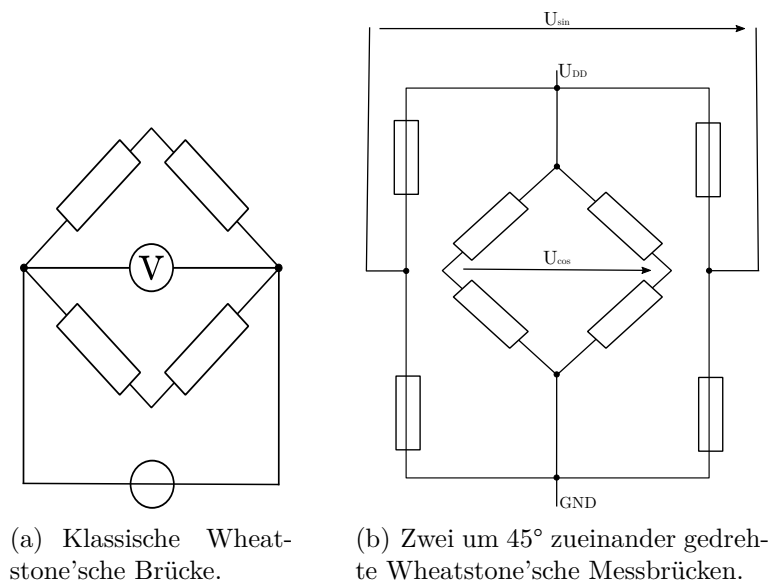 V
(a) Klassische Wheat-
stone'sche Brücke.
U_sin
U_DD
U_cos
GND
(b) Zwei um 45° zueinander gedreh-
te Wheatstone'sche Messbrücken.